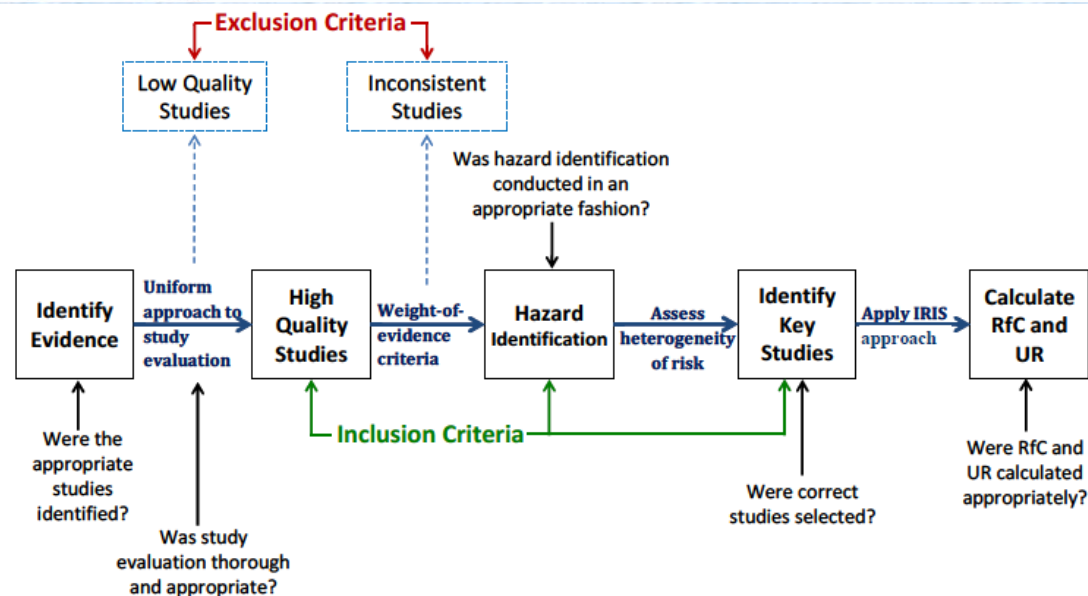 Exclusion Criteria
Low Quality
Studies
Inconsistent
Studies
Was hazard identification
conducted in an
appropriate fashion?
Identify
Evidence
Uniform
approach to
study
evaluation
High
Quality
Studies
Weight-of-
evidence
criteria
Hazard
Identification
Assess
heterogeneity
of risk
Identify
Key
Studies
Apply IRIS
approach
Calculate
RfC and
UR
Inclusion Criteria
Were the
appropriate
studies
identified?
Was study
evaluation thorough
and appropriate?
Were correct
studies selected?
Were RfC and
UR calculated
appropriately?